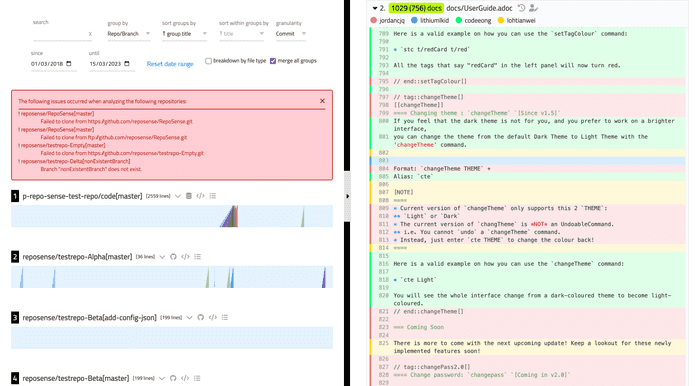 search
x
group by
Repo/Branch
sort groups by
↑ group title
sort within groups by
↑ title
granularity
Commit
since
01/03/2018
until
15/03/2023
Reset date range
breakdown by file type
merge all groups
The following issues occurred when analyzing the following repositories:
! reposense/RepoSense[master]
Failed to clone from https://github.com/reposense/RepoSense.git
! reposense/RepoSense[master]
Failed to clone from ftp://github.com/reposense/RepoSense.git
! reposense/testrepo-Empty[master]
Failed to clone from https://github.com/reposense/testrepo-Empty.git
! reposense/testrepo-Delta[nonExistentBranch]
Branch "nonExistentBranch" does not exist.
1 p-repo-sense-test-repo/code[master] [2559 lines]
2 reposense/testrepo-Alpha[master] [36 lines]
3 reposense/testrepo-Beta[add-config-json] [199 lines]
4 reposense/testrepo-Beta[master] [199 lines]
2. 1029 (756) docs docs/UserGuide.adoc
jordancjq lithiumlkid codeeong lohtianwei
789 Here is a valid example on how you can use the `setTagColour` command:
790
791 * `stc t/redCard t/red`
792
793 All the tags that say "redCard" in the left panel will now turn red.
794
795 // end::setTagColour[]
796
797 // tag::changeTheme[]
798 [[changeTheme]]
799 ==== Changing theme : `changeTheme` `[Since v1.5]`
800 If you feel that the dark theme is not for you, and you prefer to work on a brighter
interface,
801 you can change the theme from the default Dark Theme to Light Theme with the
'changeTheme' command.
802
803
804 Format: `changeTheme THEME` +
805 Alias: `cte`
806
807 [NOTE]
808 ====
809 * Current version of `changeTheme` only supports this 2 `THEME`:
810 ** `Light` or `Dark`
811 * The current version of `changTheme` is *NOT* an UndoableCommand.
812 ** i.e. You cannot `undo` a `changeTheme` command.
813 * Instead, just enter `cte THEME` to change the colour back!
814 ====
815
816 Here is a valid example on how you can use the `changeTheme` command:
817
818 * `cte Light`
819
820 You will see the whole interface change from a dark-coloured theme to become light-
coloured.
821 // end::changeTheme[]
822
823 === Coming Soon
824
825 There is more to come with the next upcoming update! Keep a lookout for these newly
implemented features soon!
826
827 // tag::changePass2.0[]
828 ==== Change password: `changepass` `[Coming in v2.0]`